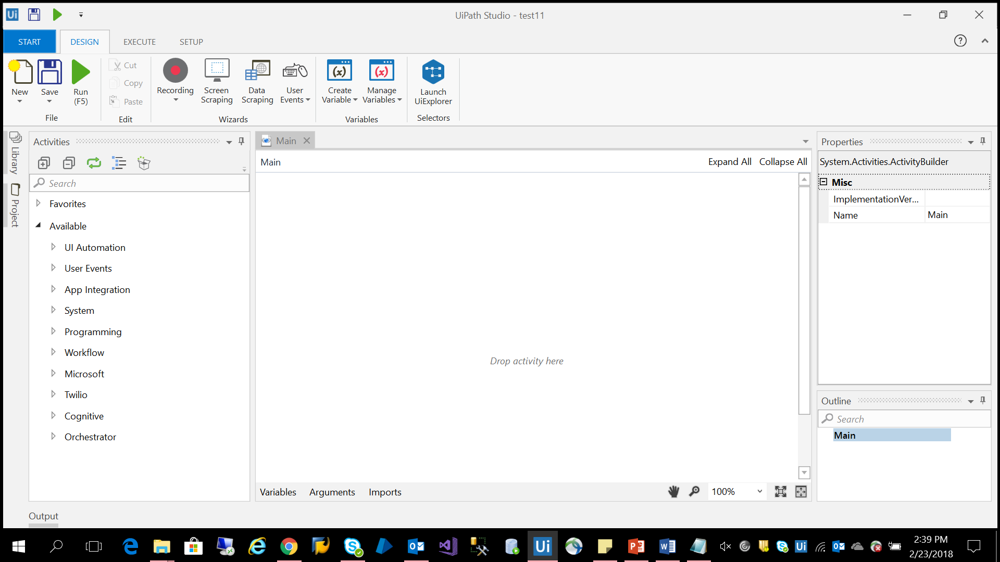 Ui
UiPath Studio - test11
START
DESIGN
EXECUTE
SETUP
New
Save
Run
(F5)
File
Cut
Copy
Paste
Edit
Recording
Screen
Scraping
Data
Scraping
User
Events
Wizards
(x)
Create
Variable
(x)
Manage
Variables
Variables
Launch
UiExplorer
Selectors
Library
Project
Activities
Search
Favorites
Available
UI Automation
User Events
App Integration
System
Programming
Workflow
Microsoft
Twilio
Cognitive
Orchestrator
Main
Main
Expand All
Collapse All
Drop activity here
Variables
Arguments
Imports
100%
Properties
System.Activities.ActivityBuilder
Misc
ImplementationVer...
Name
Main
Outline
Search
Main
Output
Ui
Ui
2:39 PM
2/23/2018